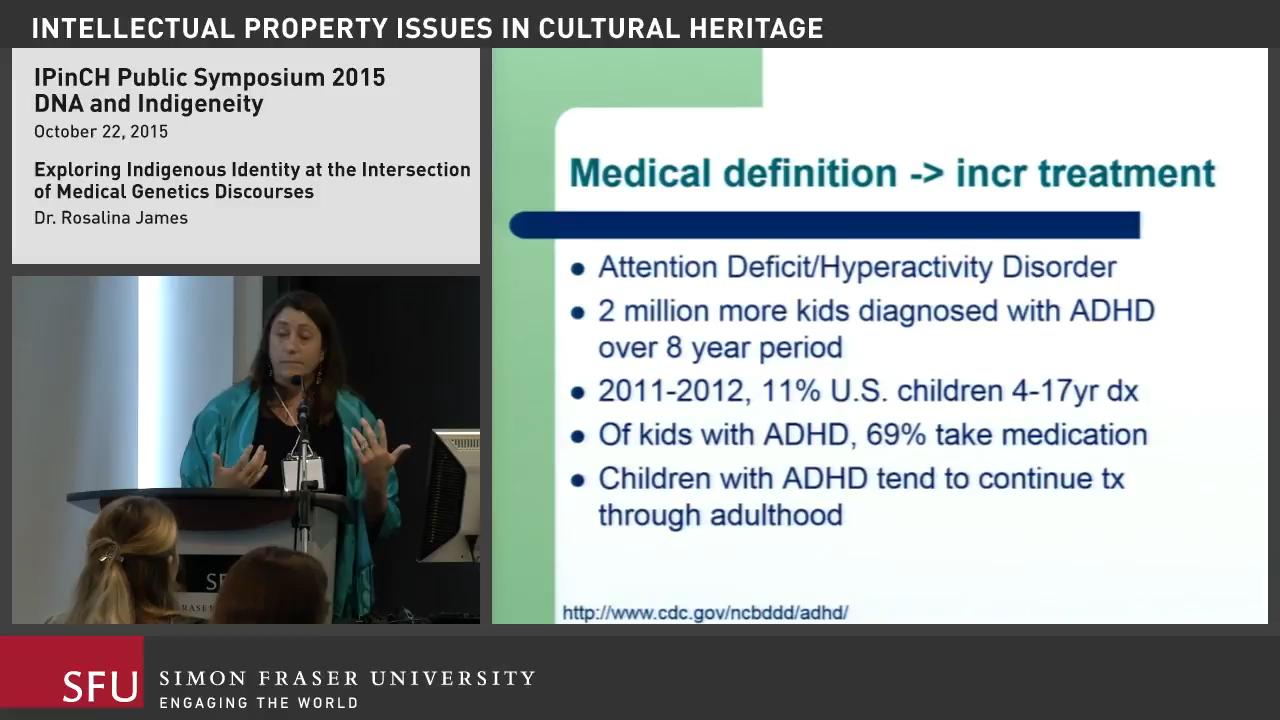 INTELLECTUAL PROPERTY ISSUES IN CULTURAL HERITAGE
IPinCH Public Symposium 2015
DNA and Indigeneity
October 22, 2015
Exploring Indigenous Identity at the Intersection
of Medical Genetics Discourses
Dr. Rosalina James
Medical definition -> incr treatment
● Attention Deficit/Hyperactivity Disorder
● 2 million more kids diagnosed with ADHD
over 8 year period
● 2011-2012, 11% U.S. children 4-17yr dx
● Of kids with ADHD, 69% take medication
● Children with ADHD tend to continue tx
through adulthood
http://www.cdc.gov/ncbddd/adhd/
SF
RASER
SFU
SIMON FRASER UNIVERSITY
ENGAGING THE WORLD